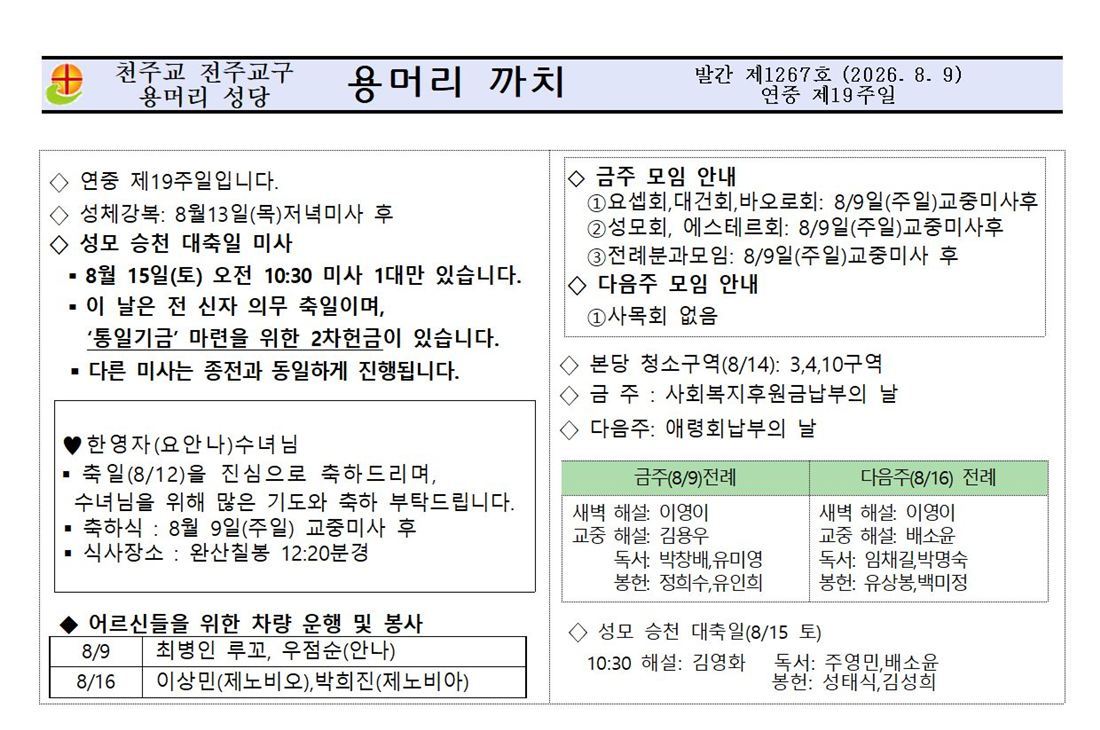 천주교 전주교구
용머리 성당
용머리 까치
발간 제1267호 (2026. 8. 9)
연중 제19주일
◇ 연중 제19주일입니다.
◇ 성체강복: 8월13일(목)저녁미사 후
◇ 성모 승천 대축일 미사
▪ 8월 15일(토) 오전 10:30 미사 1대만 있습니다.
▪ 이 날은 전 신자 의무 축일이며,
‘통일기금’ 마련을 위한 2차헌금이 있습니다.
▪ 다른 미사는 종전과 동일하게 진행됩니다.
♥한영자(요안나)수녀님
▪ 축일(8/12)을 진심으로 축하드리며,
수녀님을 위해 많은 기도와 축하 부탁드립니다.
▪ 축하식 : 8월 9일(주일) 교중미사 후
▪ 식사장소 : 완산칠봉 12:20분경
◆ 어르신들을 위한 차량 운행 및 봉사
8/9 최병인 루꼬, 우점순(안나)
8/16 이상민(제노비오),박희진(제노비아)
◇ 금주 모임 안내
①요셉회,대건회,바오로회: 8/9일(주일)교중미사후
②성모회, 에스테르회: 8/9일(주일)교중미사후
③전례분과모임: 8/9일(주일)교중미사 후
◇ 다음주 모임 안내
①사목회 없음
◇ 본당 청소구역(8/14): 3,4,10구역
◇ 금 주 : 사회복지후원금납부의 날
◇ 다음주: 애령회납부의 날
금주(8/9)전례
새벽 해설: 이영이
교중 해설: 김용우
독서: 박창배,유미영
봉헌: 정희수,유인희
다음주(8/16) 전례
새벽 해설: 이영이
교중 해설: 배소윤
독서: 임채길,박명숙
봉헌: 유상봉,백미정
◇ 성모 승천 대축일(8/15 토)
10:30 해설: 김영화 독서: 주영민,배소윤
봉헌: 성태식,김성희